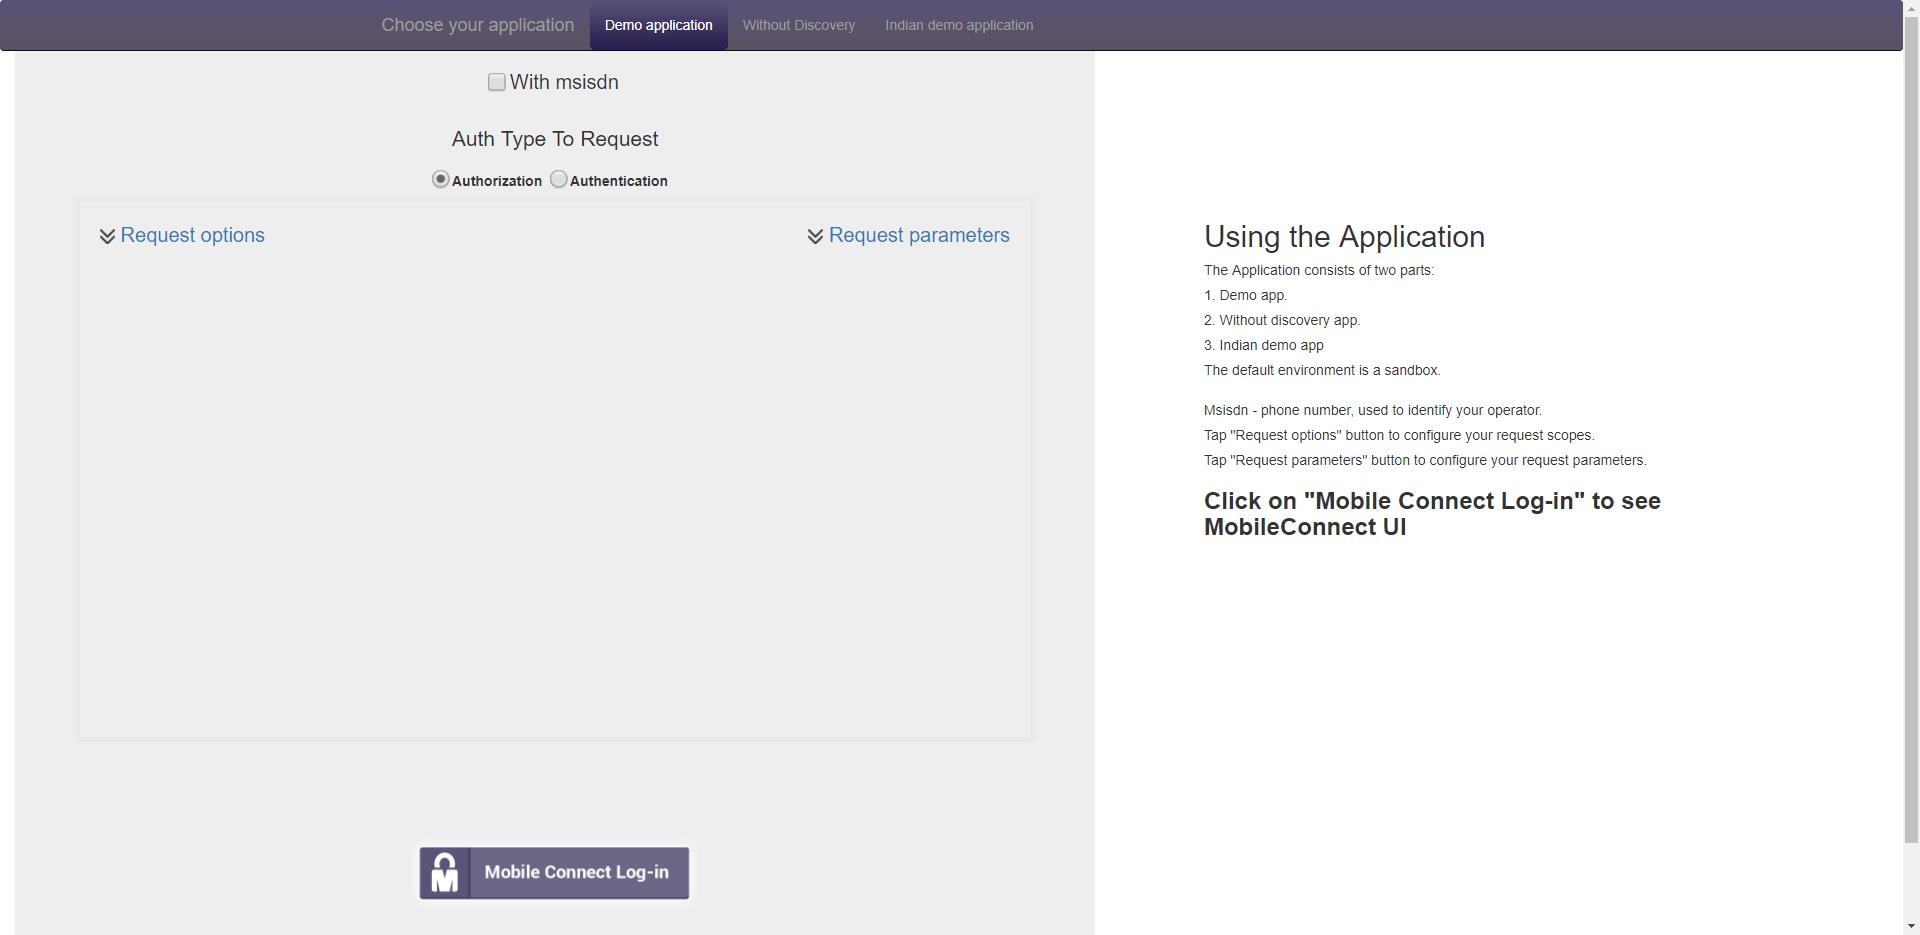 Choose your application
Demo application
Without Discovery
Indian demo application
With msisdn
Auth Type To Request
Authorization
Authentication
Request options
Request parameters
Mobile Connect Log-in
Using the Application
The Application consists of two parts:
1. Demo app.
2. Without discovery app.
3. Indian demo app
The default environment is a sandbox.
Msisdn - phone number, used to identify your operator.
Tap "Request options" button to configure your request scopes.
Tap "Request parameters" button to configure your request parameters.
Click on "Mobile Connect Log-in" to see
MobileConnect UI